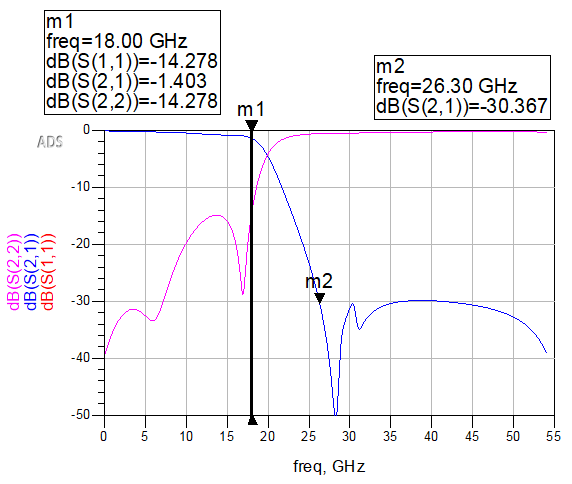 m1
freq=18.00 GHz
dB(S(1,1))=-14.278
dB(S(2,1))=-1.403
dB(S(2,2))=-14.278
m2
freq=26.30 GHz
dB(S(2,1))=-30.367
m1
ADS
0
-10
-20
-30
-40
-50
m2
dB(S(2,2))
dB(S(2,1))
dB(S(1,1))
0 5 10 15 20 25 30 35 40 45 50 55
freq, GHz